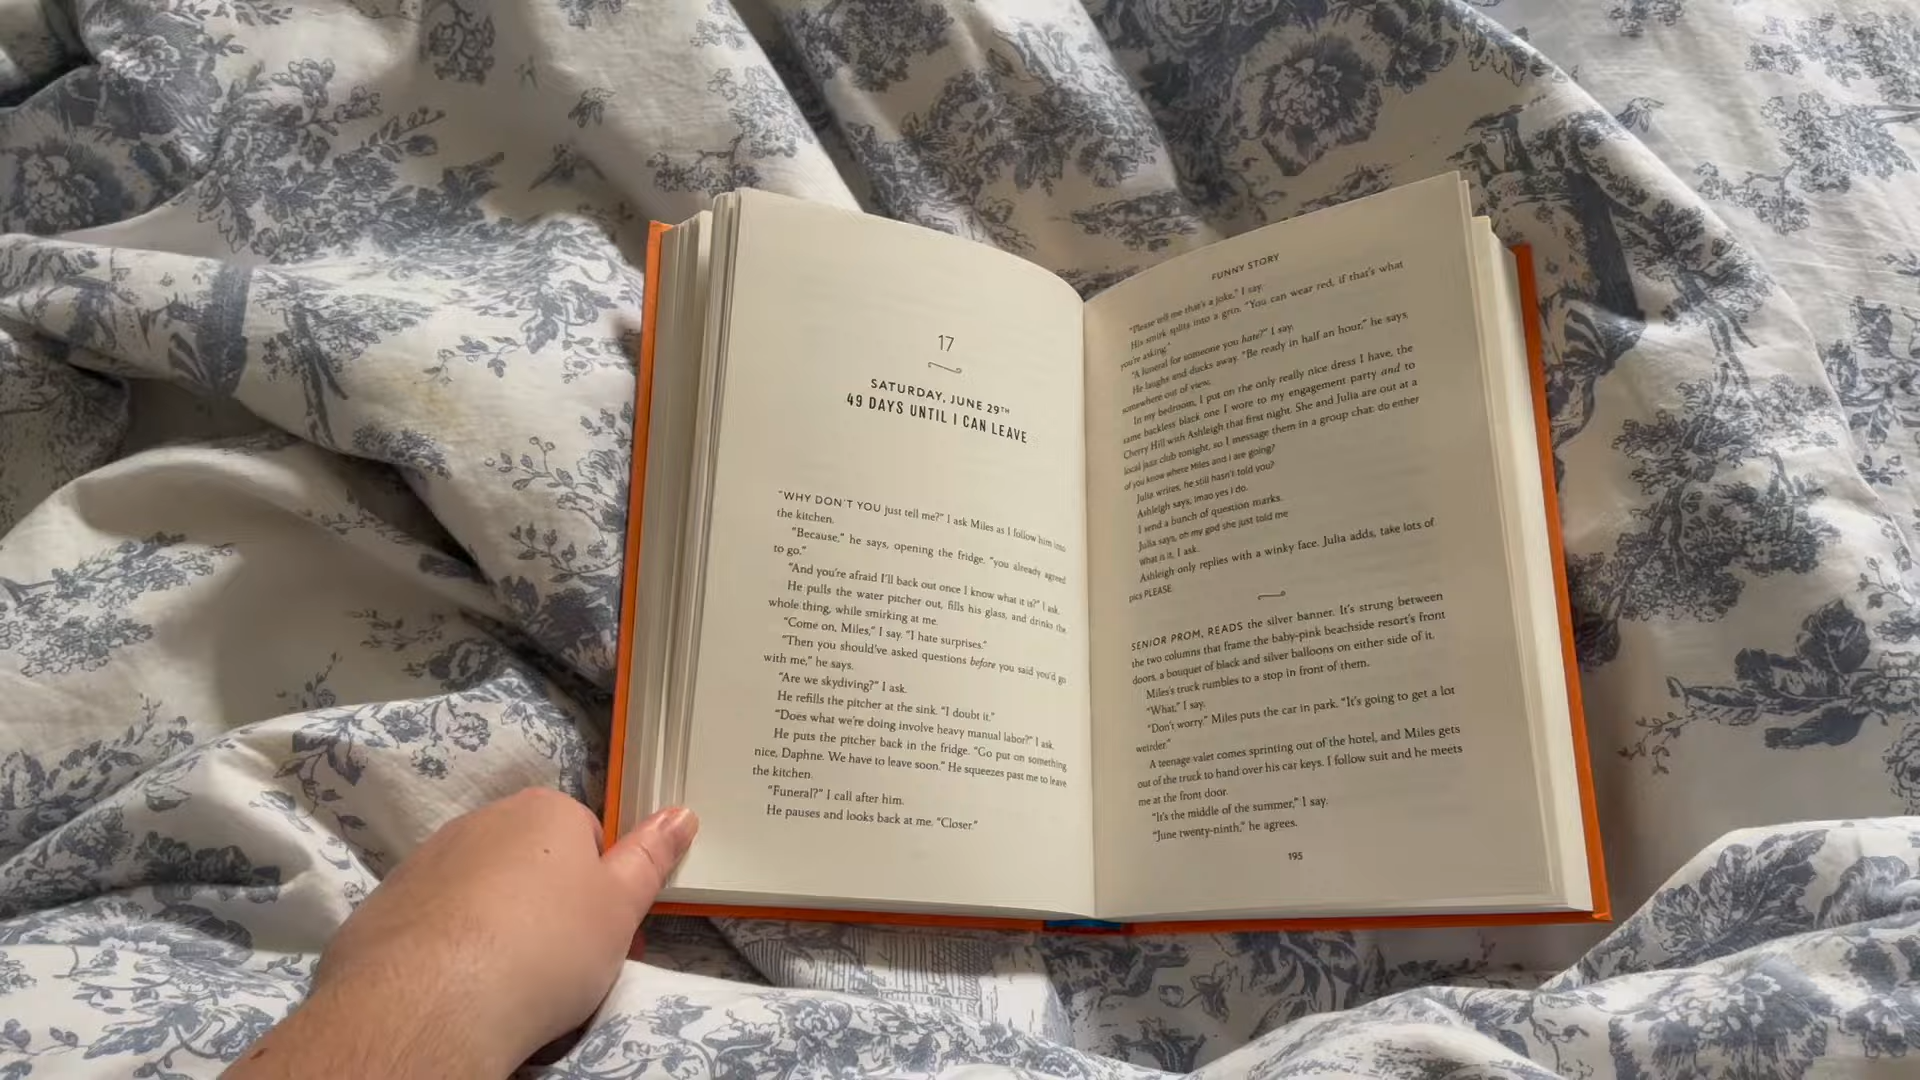 17
SATURDAY, JUNE 29TH
49 DAYS UNTIL I CAN LEAVE
"WHY DON'T YOU just tell me?" I ask Miles as I follow him into
the kitchen.
"Because," he says, opening the fridge, "you already agreed
to go."
"And you're afraid I'll back out once I know what it is?" I ask.
He pulls the water pitcher out, fills his glass, and drinks the
whole thing, while smirking at me.
"Come on, Miles," I say. "I hate surprises."
"Then you should've asked questions before you said you'd go
with me," he says.
"Are we skydiving?" I ask.
He refills the pitcher at the sink. "I doubt it."
"Does what we're doing involve heavy manual labor?" I ask.
He puts the pitcher back in the fridge. "Go put on something
nice, Daphne. We have to leave soon." He squeezes past me to leave
the kitchen.
"Funeral?" I call after him.
He pauses and looks back at me. "Closer."
FUNNY STORY
"Please tell me that's a joke," I say.
His smirk splits into a grin. "You can wear red, if that's what
you're asking."
"A funeral for someone you hate?" I say.
He laughs and ducks away. "Be ready in half an hour," he says,
somewhere out of view.
In my bedroom, I put on the only really nice dress I have, the
same backless black one I wore to my engagement party and to
Cherry Hill with Ashleigh that first night. She and Julia are out at a
local jazz club tonight, so I message them in a group chat: do either
of you know where Miles and I are going?
Julia writes, he still hasn't told you?
Ashleigh says, lmao yes I do.
I send a bunch of question marks.
Julia says, oh my god she just told me
What is it, I ask.
Ashleigh only replies with a winky face. Julia adds, take lots of
pics PLEASE
SENIOR PROM, READS the silver banner. It's strung between
the two columns that frame the baby-pink beachside resort's front
doors, a bouquet of black and silver balloons on either side of it.
Miles's truck rumbles to a stop in front of them.
"What," I say.
"Don't worry." Miles puts the car in park. "It's going to get a lot
weirder."
A teenage valet comes sprinting out of the hotel, and Miles gets
out of the truck to hand over his car keys. I follow suit and he meets
me at the front door.
"It's the middle of the summer," I say.
"June twenty-ninth," he agrees.
195